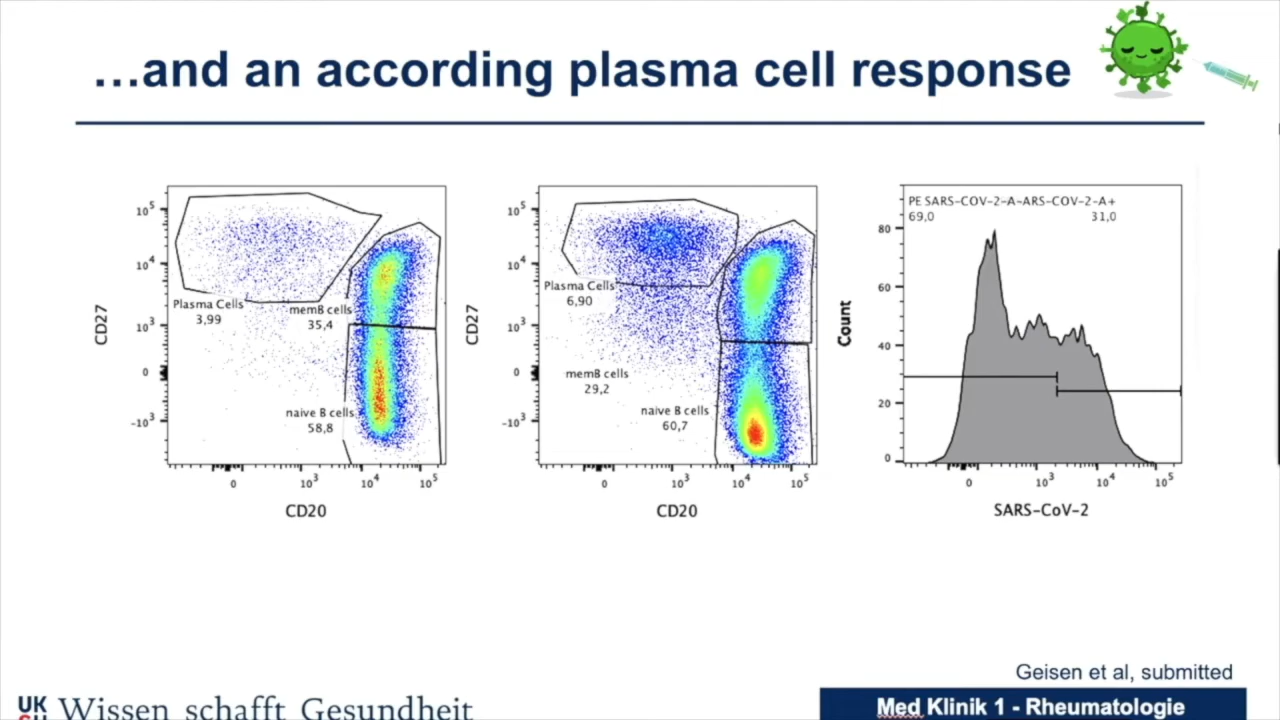 …and an according plasma cell response
10^5
10^4
10^3
0
-10^3
CD27
Plasma Cells
3,99
memB cells
35,4
naive B cells
58,8
0
10^3
10^4
10^5
CD20
10^5
10^4
10^3
0
-10^3
CD27
Plasma Cells
6,90
memB cells
29,2
naive B cells
60,7
0
10^3
10^4
10^5
CD20
PE SARS-COV-2-A-ARS-COV-2-A+
69,0 31,0
80
60
40
20
0
Count
0
10^3
10^4
10^5
SARS-CoV-2
Geisen et al, submitted
UK
Wissen schafft Gesundheit
Med Klinik 1 - Rheumatologie